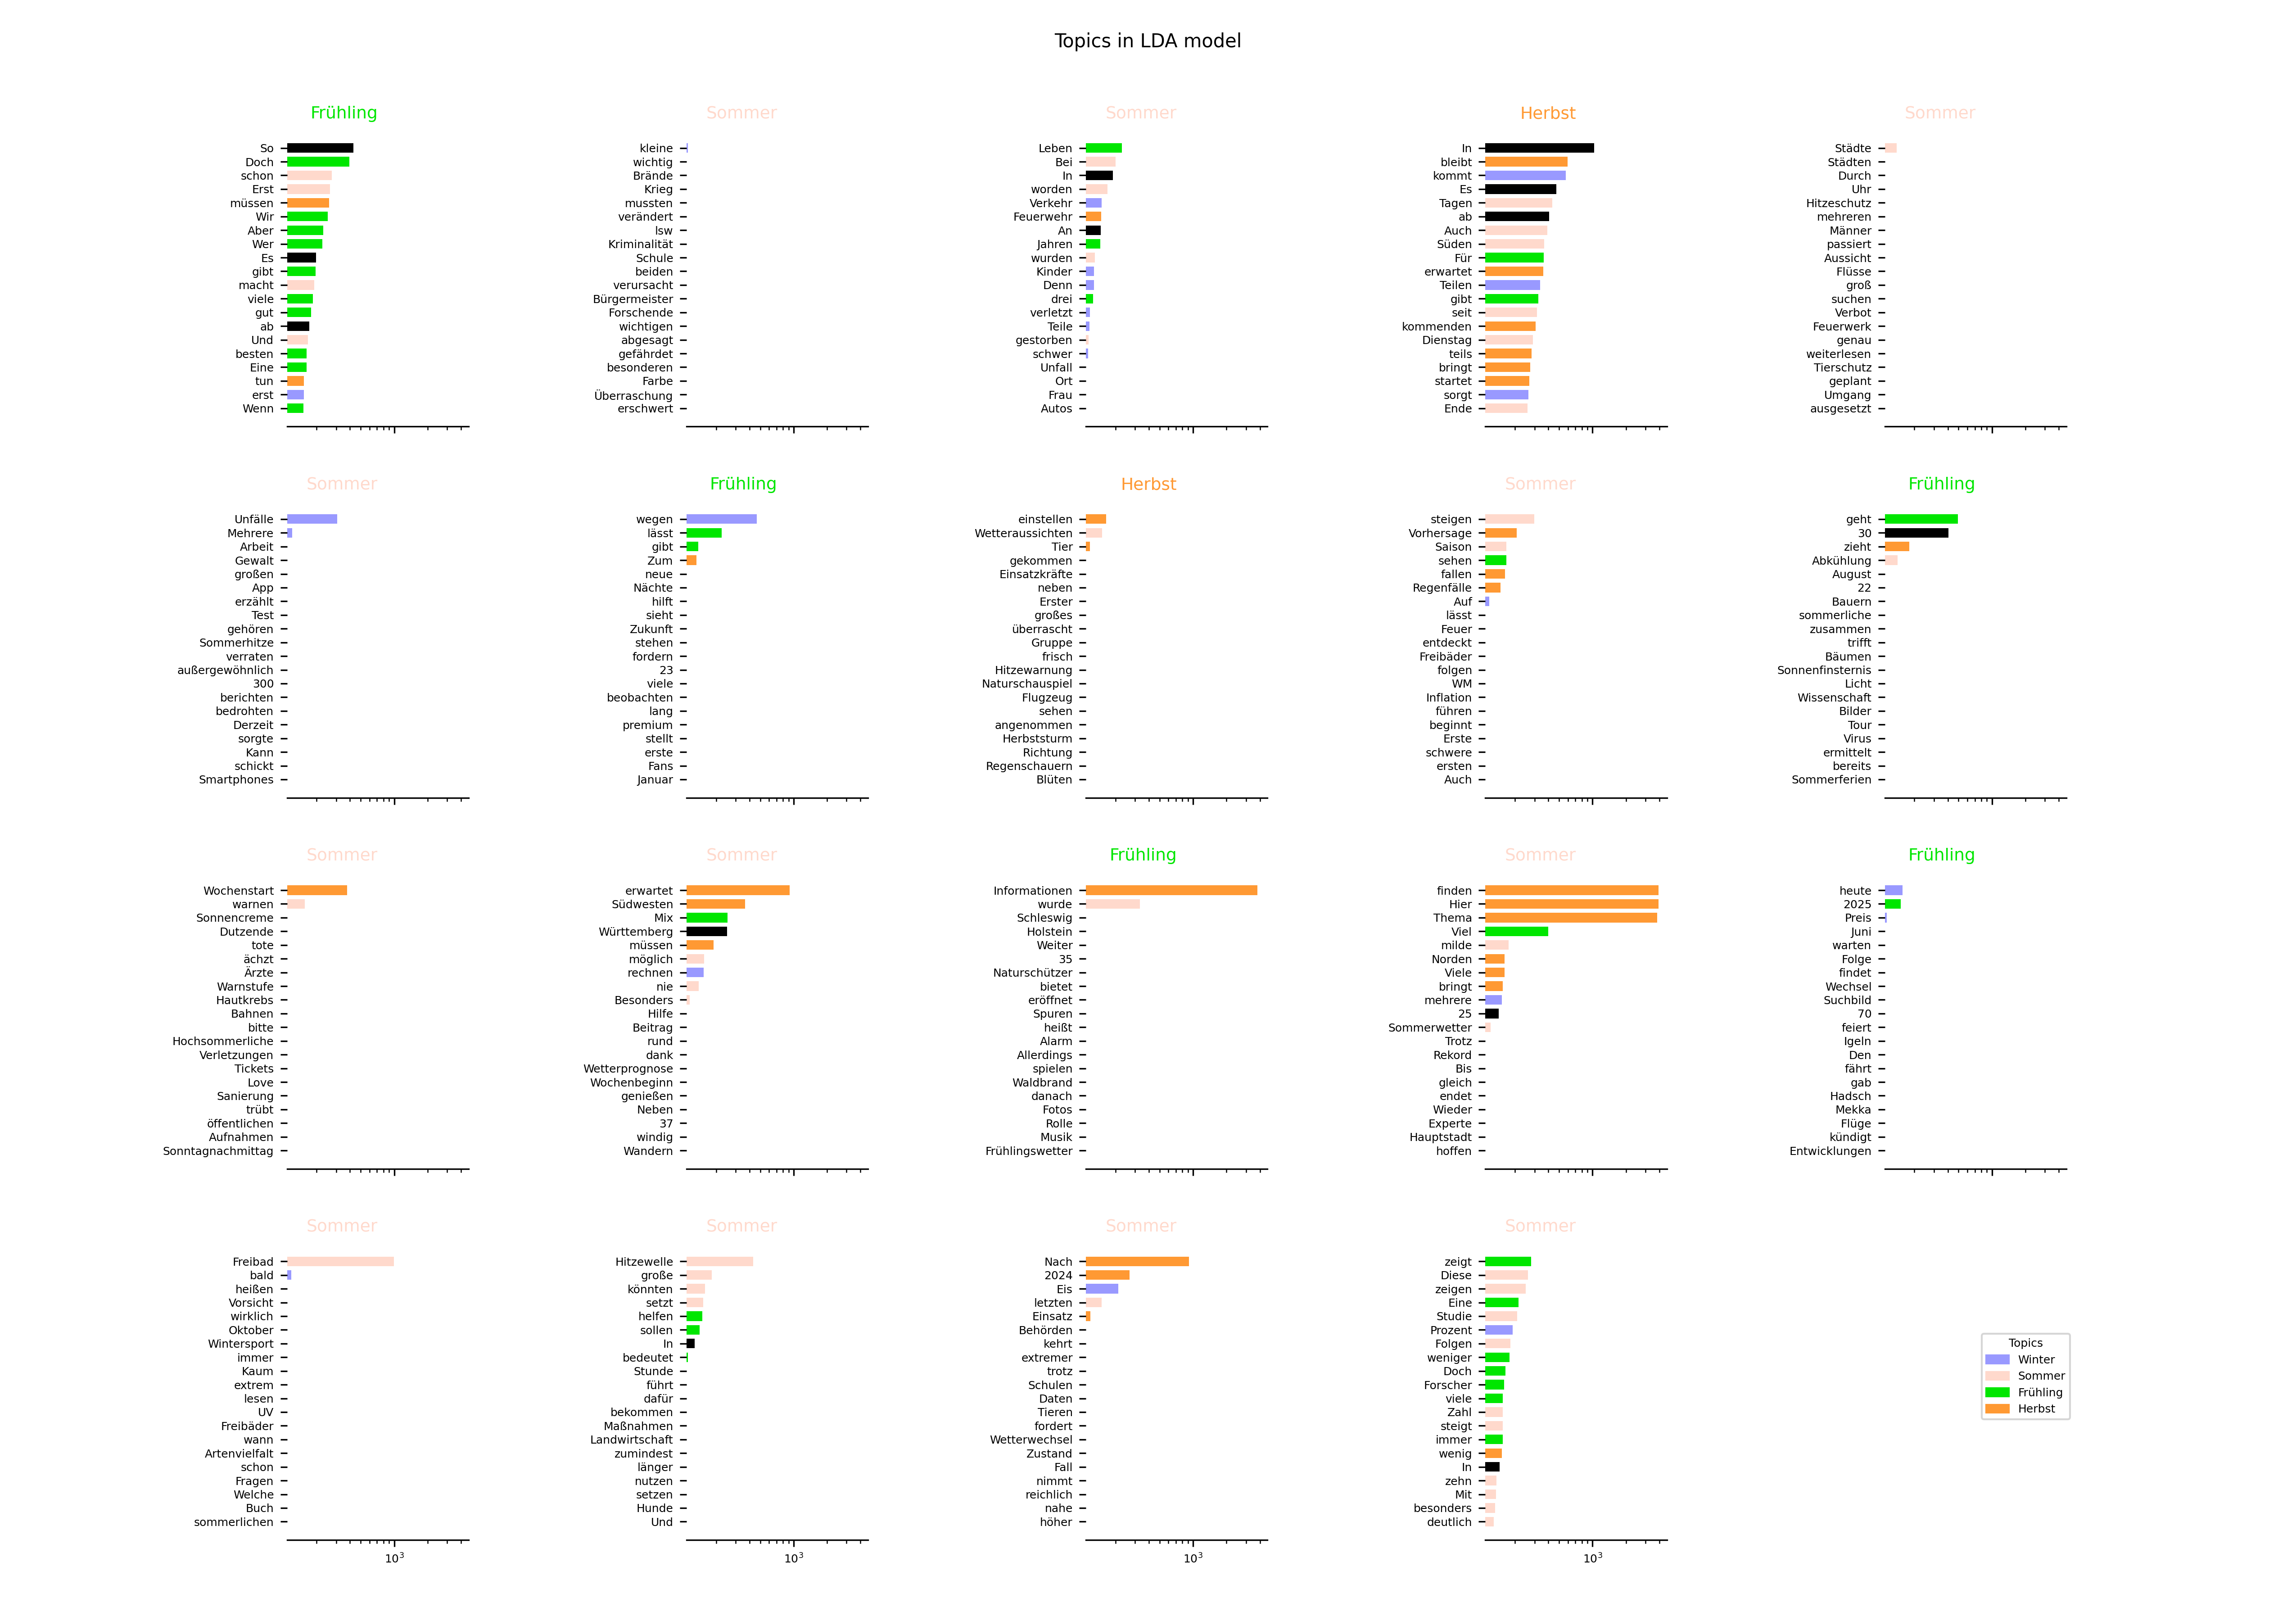 Topics in LDA model
Frühling
So
Doch
schon
Erst
müssen
Wir
Aber
Wer
Es
gibt
macht
viele
gut
ab
Und
besten
Eine
tun
erst
Wenn
Sommer
kleine
wichtig
Brände
Krieg
mussten
verändert
lsw
Kriminalität
Schule
beiden
verursacht
Bürgermeister
Forschende
wichtigen
abgesagt
gefährdet
besonderen
Farbe
Überraschung
erschwert
Sommer
Leben
Bei
In
worden
Verkehr
Feuerwehr
An
Jahren
wurden
Kinder
Denn
drei
verletzt
Teile
gestorben
schwer
Unfall
Ort
Frau
Autos
Herbst
In
bleibt
kommt
Es
Tagen
ab
Auch
Süden
Für
erwartet
Teilen
gibt
seit
kommenden
Dienstag
teils
bringt
startet
sorgt
Ende
Sommer
Städte
Städten
Durch
Uhr
Hitzeschutz
mehreren
Männer
passiert
Aussicht
Flüsse
groß
suchen
Verbot
Feuerwerk
genau
weiterlesen
Tierschutz
geplant
Umgang
ausgesetzt
Sommer
Unfälle
Mehrere
Arbeit
Gewalt
großen
App
erzählt
Test
gehören
Sommerhitze
verraten
außergewöhnlich
300
berichten
bedrohten
Derzeit
sorgte
Kann
schickt
Smartphones
Frühling
wegen
lässt
gibt
Zum
neue
Nächte
hilft
sieht
Zukunft
stehen
fordern
23
viele
beobachten
lang
premium
stellt
erste
Fans
Januar
Herbst
einstellen
Wetteraussichten
Tier
gekommen
Einsatzkräfte
neben
Erster
großes
überrascht
Gruppe
frisch
Hitzewarnung
Naturschauspiel
Flugzeug
sehen
angenommen
Herbststurm
Richtung
Regenschauern
Blüten
Sommer
steigen
Vorhersage
Saison
sehen
fallen
Regenfälle
Auf
lässt
Feuer
entdeckt
Freibäder
folgen
WM
Inflation
führen
beginnt
Erste
schwere
ersten
Auch
Frühling
geht
30
zieht
Abkühlung
August
22
Bauern
sommerliche
zusammen
trifft
Bäumen
Sonnenfinsternis
Licht
Wissenschaft
Bilder
Tour
Virus
ermittelt
bereits
Sommerferien
Sommer
Wochenstart
warnen
Sonnencreme
Dutzende
tote
ächzt
Ärzte
Warnstufe
Hautkrebs
Bahnen
bitte
Hochsommerliche
Verletzungen
Tickets
Love
Sanierung
trübt
öffentlichen
Aufnahmen
Sonntagnachmittag
Sommer
erwartet
Südwesten
Mix
Württemberg
müssen
möglich
rechnen
nie
Besonders
Hilfe
Beitrag
rund
dank
Wetterprognose
Wochenbeginn
genießen
Neben
37
windig
Wandern
Frühling
Informationen
wurde
Schleswig
Holstein
Weiter
35
Naturschützer
bietet
eröffnet
Spuren
heißt
Alarm
Allerdings
spielen
Waldbrand
danach
Fotos
Rolle
Musik
Frühlingswetter
Sommer
finden
Hier
Thema
Viel
milde
Norden
Viele
bringt
mehrere
25
Sommerwetter
Trotz
Rekord
Bis
gleich
endet
Wieder
Experte
Hauptstadt
hoffen
Frühling
heute
2025
Preis
Juni
warten
Folge
findet
Wechsel
Suchbild
70
feiert
Igeln
Den
fährt
gab
Hadsch
Mekka
Flüge
kündigt
Entwicklungen
Sommer
Freibad
bald
heißen
Vorsicht
wirklich
Oktober
Wintersport
immer
Kaum
extrem
lesen
UV
Freibäder
wann
Artenvielfalt
schon
Fragen
Welche
Buch
sommerlichen
10³
Sommer
Hitzewelle
große
könnten
setzt
helfen
sollen
In
bedeutet
Stunde
führt
dafür
bekommen
Maßnahmen
Landwirtschaft
zumindest
länger
nutzen
setzen
Hunde
Und
10³
Sommer
Nach
2024
Eis
letzten
Einsatz
Behörden
kehrt
extremer
trotz
Schulen
Daten
Tieren
fordert
Wetterwechsel
Zustand
Fall
nimmt
reichlich
nahe
höher
10³
Sommer
zeigt
Diese
zeigen
Eine
Studie
Prozent
Folgen
weniger
Doch
Forscher
viele
Zahl
steigt
immer
wenig
In
zehn
Mit
besonders
deutlich
10³
Topics
Winter
Sommer
Frühling
Herbst